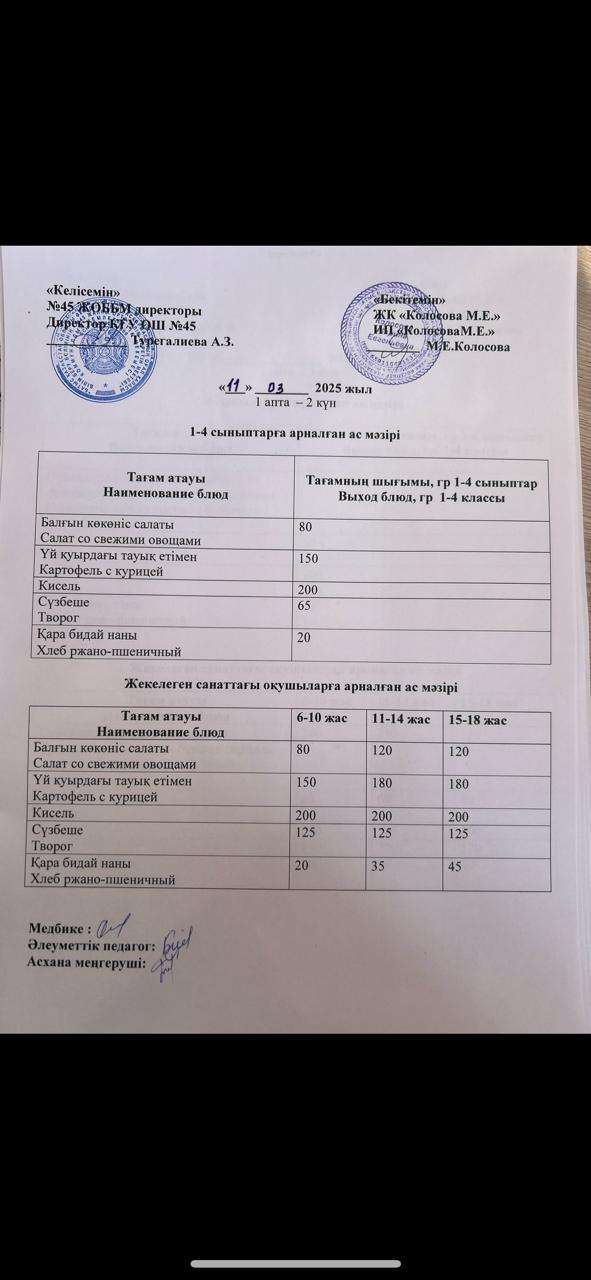 «Келісемін»
№45 ЖОББМ директоры
Директор КГУ ОШ №45
Турегалиева А.З.
«Бекітемін»
ЖК «Колосова М.Е.»
ИП «КолосоваМ.Е.»
М.Е.Колосова
«11» 03 2025 жыл
1 апта – 2 күн
1-4 сыныптарға арналған ас мәзірі
Тағам атауы
Наименование блюд
Тағамның шығымы, гр 1-4 сыныптар
Выход блюд, гр 1-4 классы
Балғын көкөніс салаты
Салат со свежими овощами
80
Үй қуырдағы тауық етімен
Картофель с курицей
150
Кисель 200
Сүзбеше
Творог
65
Қара бидай наны
Хлеб ржано-пшеничный
20
Жекелеген санаттағы оқушыларға арналған ас мәзірі
Тағам атауы
Наименование блюд
6-10 жас 11-14 жас 15-18 жас
Балғын көкөніс салаты
Салат со свежими овощами
80 120 120
Үй қуырдағы тауық етімен
Картофель с курицей
150 180 180
Кисель 200 200 200
Сүзбеше
Творог
125 125 125
Қара бидай наны
Хлеб ржано-пшеничный
20 35 45
Медбике :
Әлеуметтік педагог:
Асхана меңгеруші: